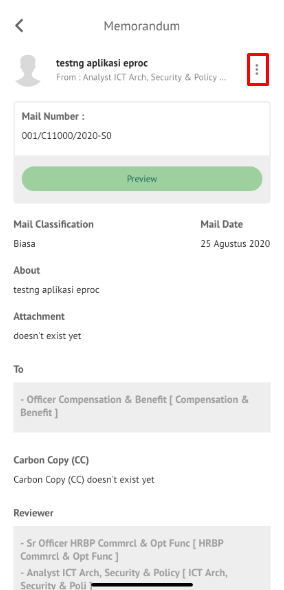 Memorandum
testng aplikasi eproc
From : Analyst ICT Arch, Security & Policy ...
Mail Number :
001/C11000/2020-S0
Preview
Mail Classification
Mail Date
Biasa
25 Agustus 2020
About
testng aplikasi eproc
Attachment
doesn't exist yet
To
- Officer Compensation & Benefit [ Compensation &
Benefit ]
Carbon Copy (CC)
Carbon Copy (CC) doesn't exist yet
Reviewer
- Sr Officer HRBP Commrcl & Opt Func [ HRBP
Commrcl & Opt Func ]
- Analyst ICT Arch, Security & Policy [ ICT Arch,
Security & Poli ]